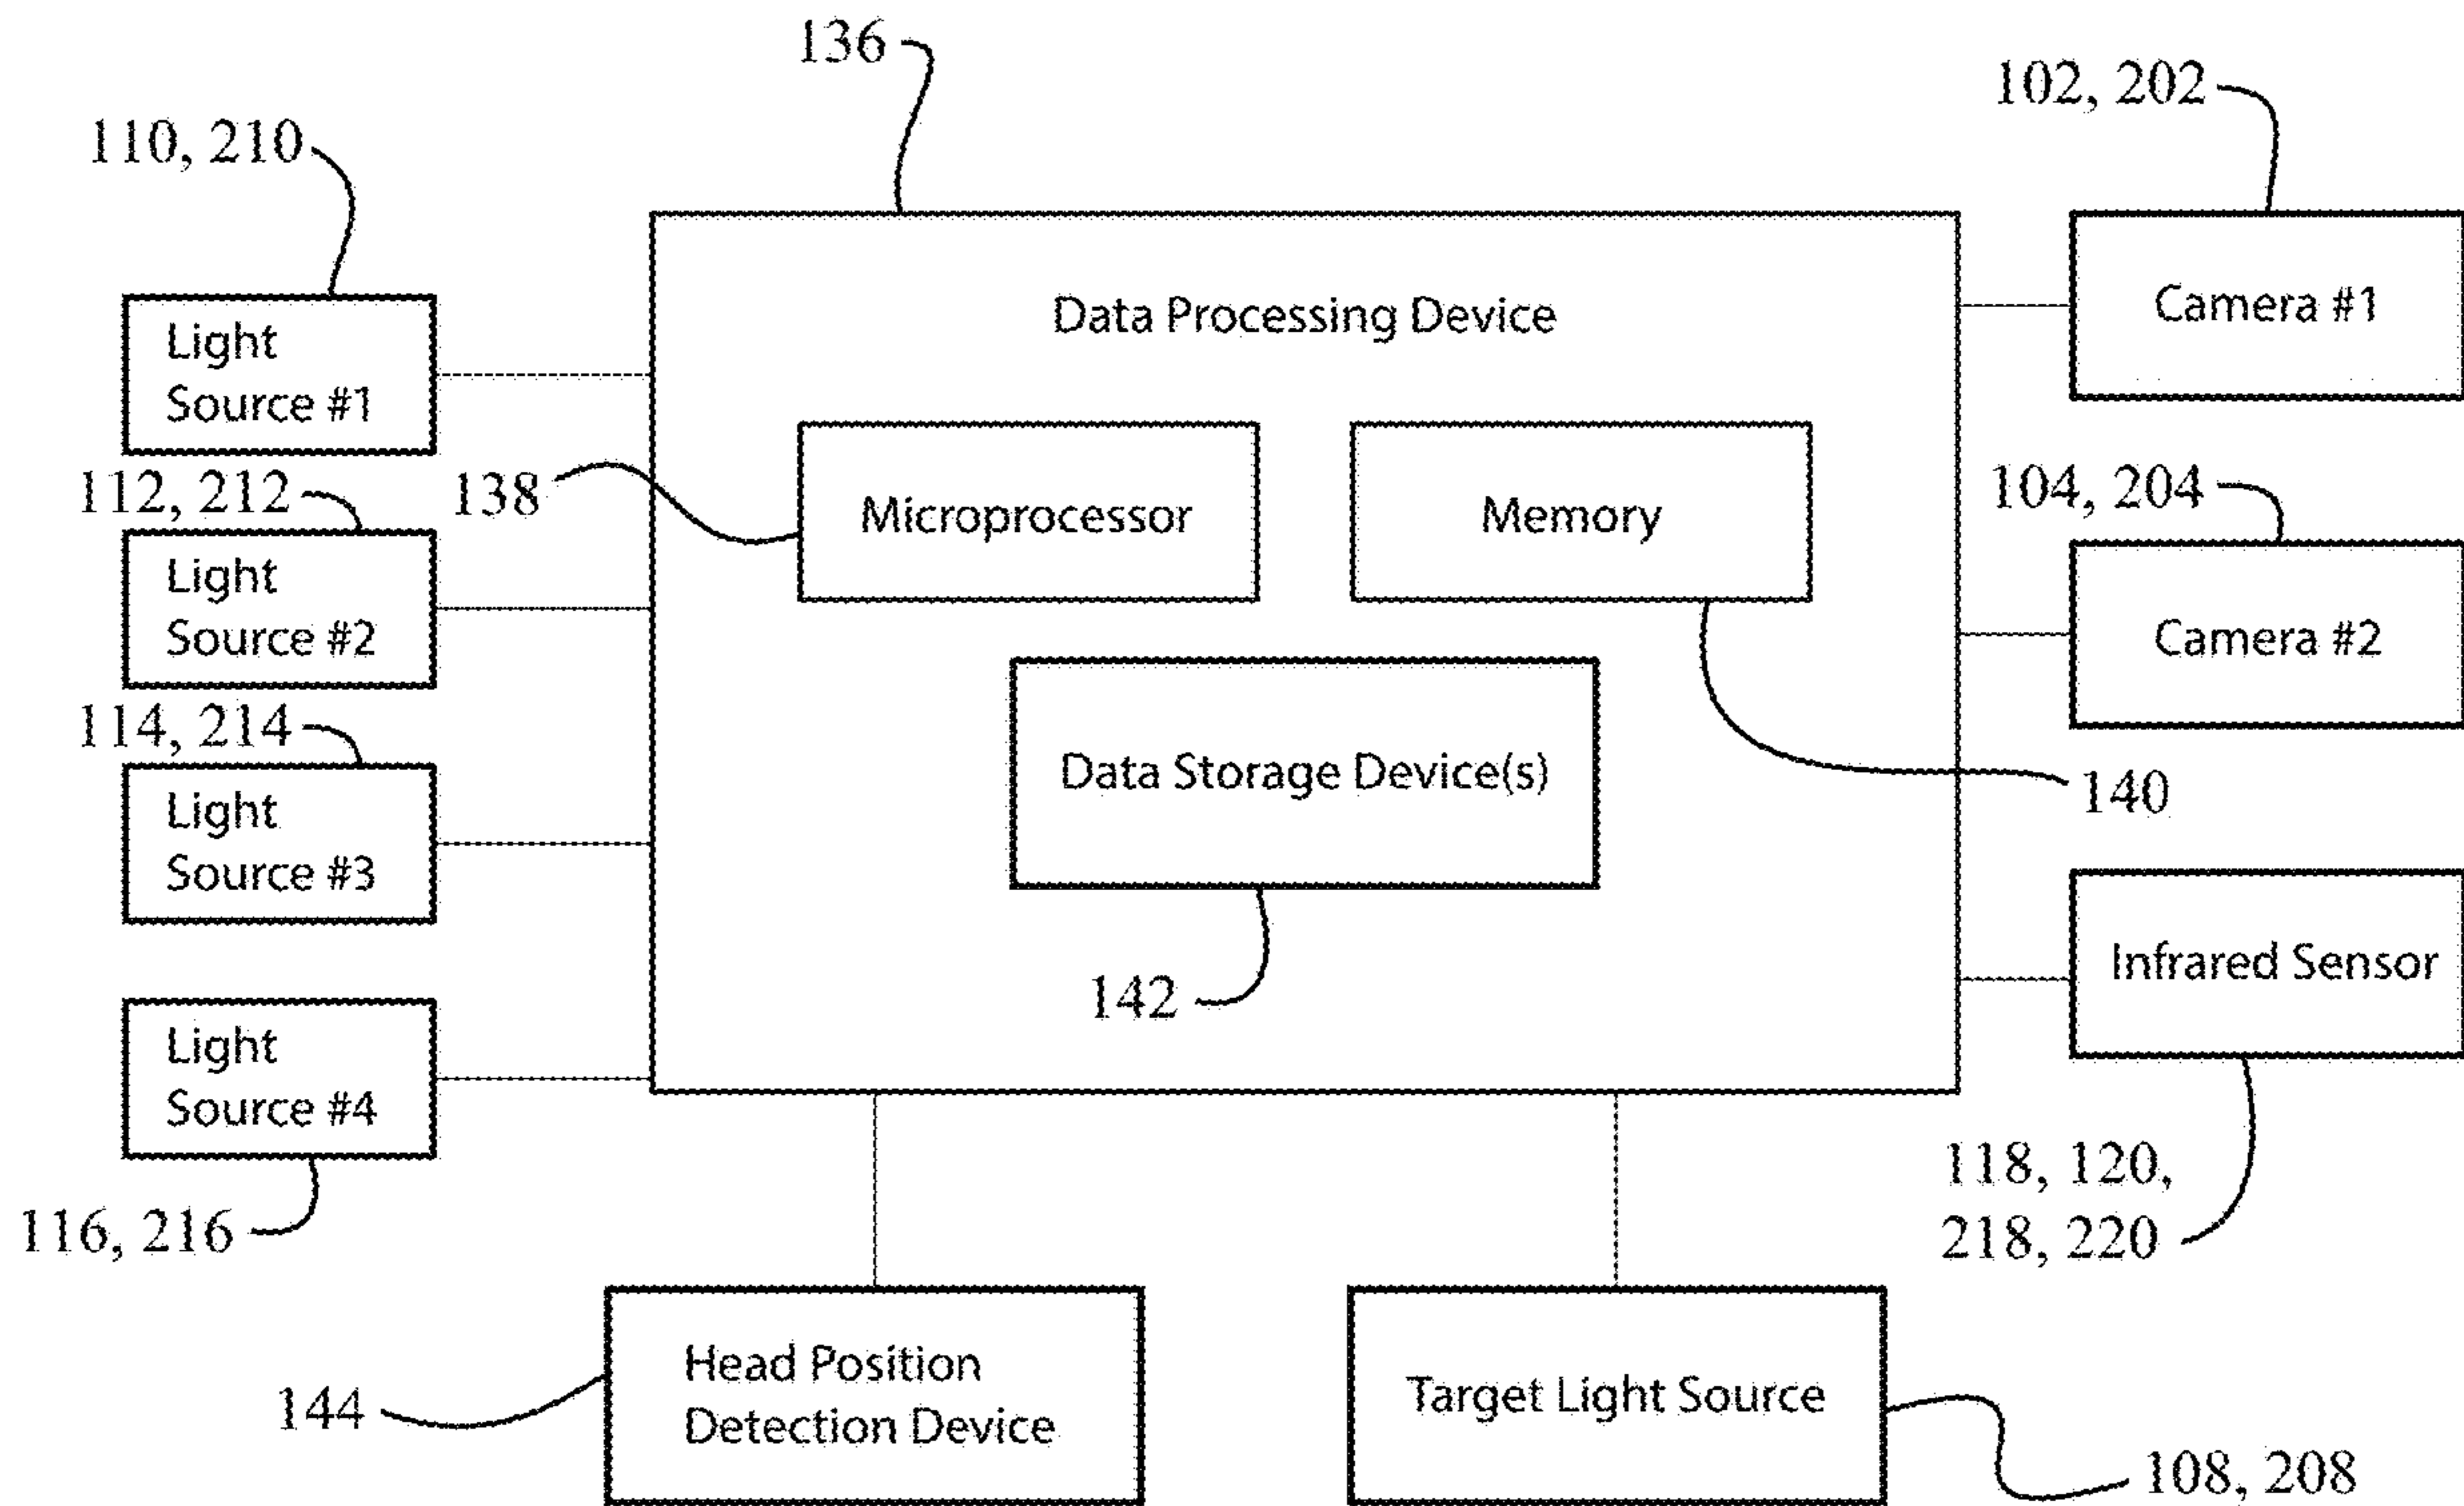 136
102, 202
110, 210
Data Processing Device
Camera #1
Light
Source #1
112, 212
138
Microprocessor
Memory
104, 204
Light
Source #2
Camera #2
114, 214
Data Storage Device(s)
140
Light
Source #3
142
Infrared Sensor
Light
Source #4
118, 120,
218, 220
116, 216
144
Head Position
Detection Device
Target Light Source
108, 208